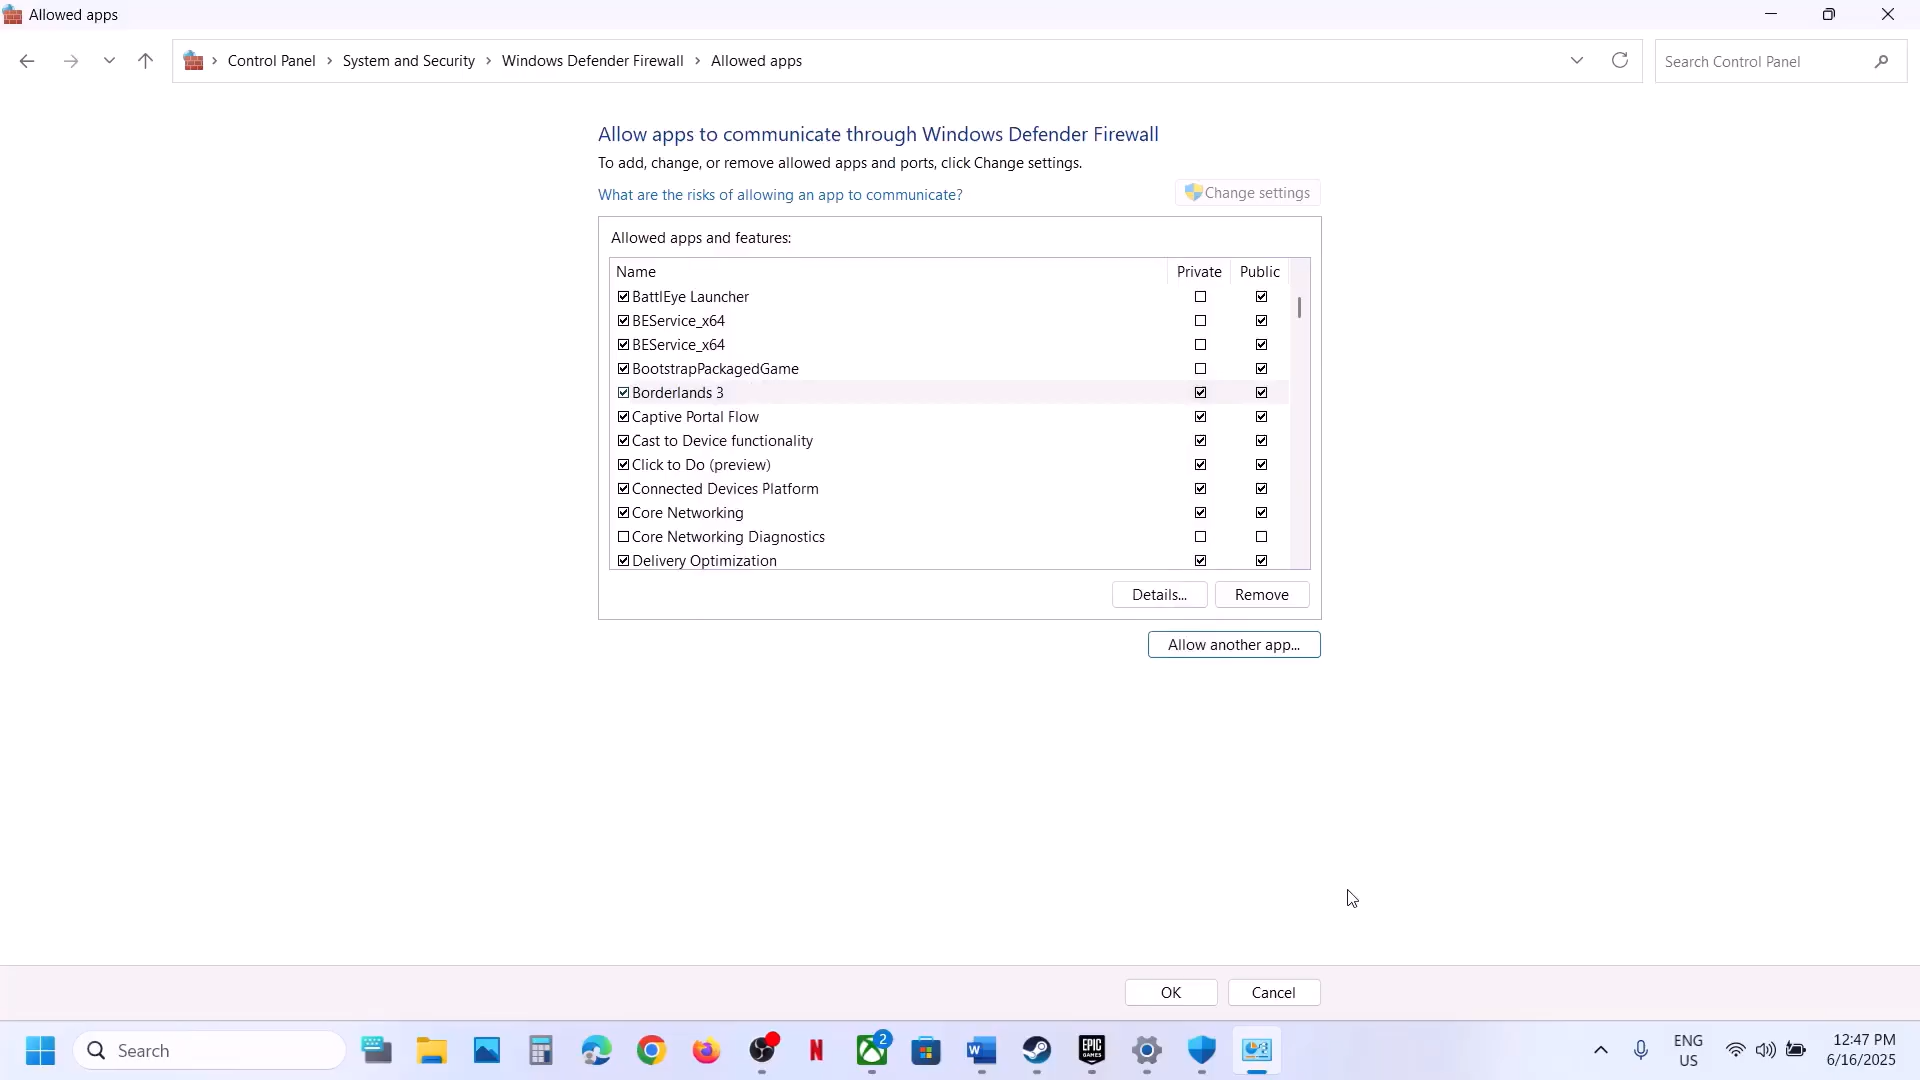 Allowed apps
Control Panel > System and Security > Windows Defender Firewall > Allowed apps
Search Control Panel
Allow apps to communicate through Windows Defender Firewall
To add, change, or remove allowed apps and ports, click Change settings.
What are the risks of allowing an app to communicate?
Change settings
Allowed apps and features:
Name Private Public
BattlEye Launcher
BEService_x64
BEService_x64
BootstrapPackagedGame
Borderlands 3
Captive Portal Flow
Cast to Device functionality
Click to Do (preview)
Connected Devices Platform
Core Networking
Core Networking Diagnostics
Delivery Optimization
Details... Remove
Allow another app...
OK Cancel
Search
N
2
W
EPIC
GAMES
ENG
US
12:47 PM
6/16/2025